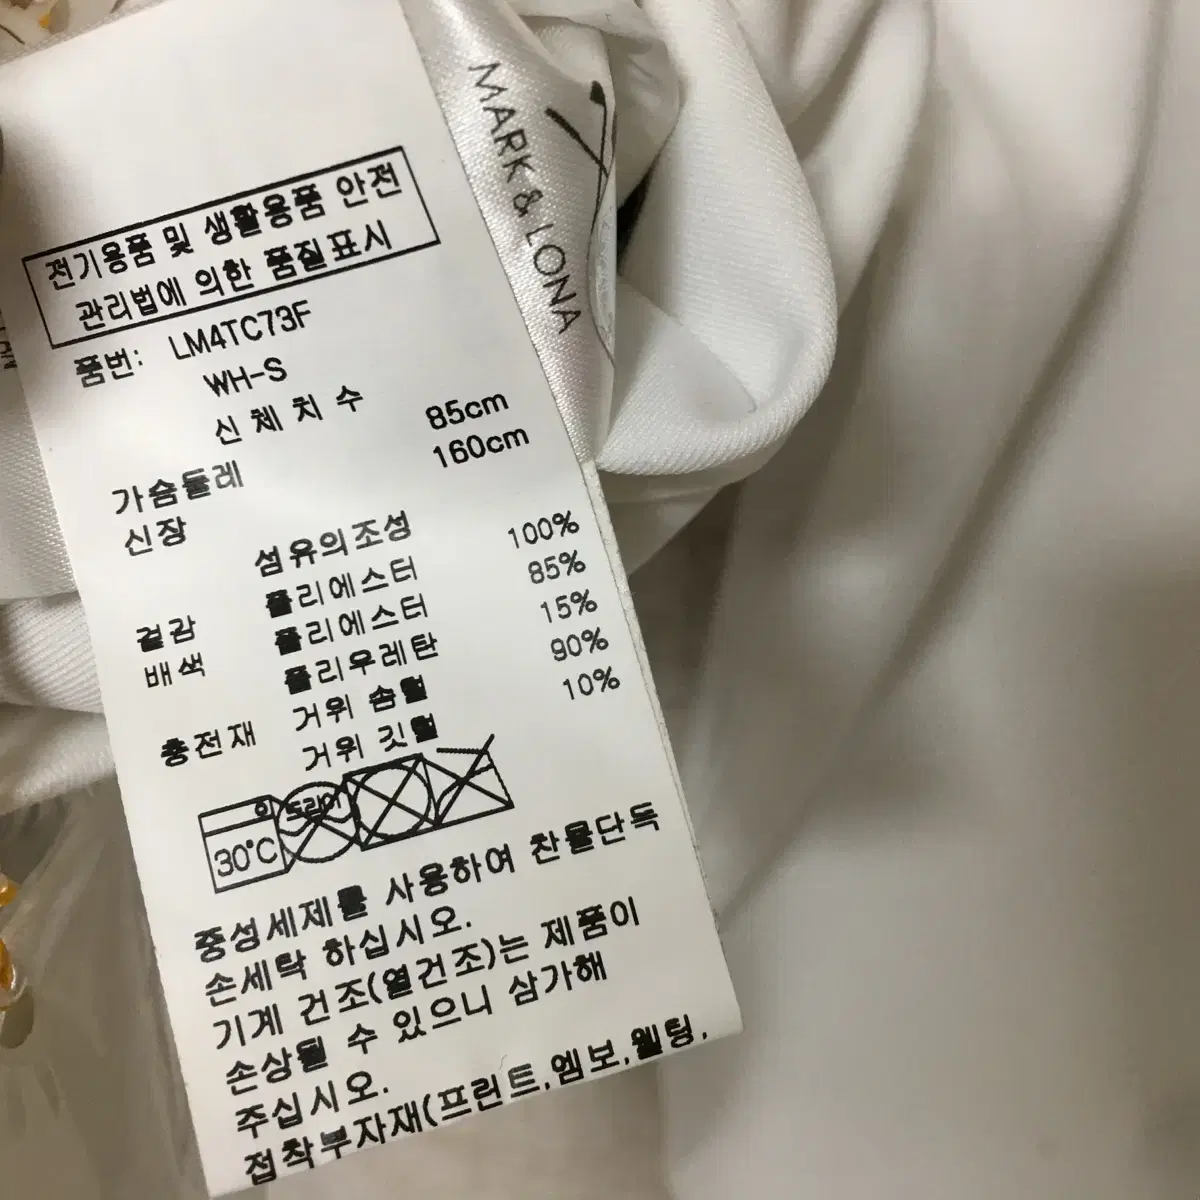 MARK & LONA
전기용품 및 생활용품 안전
관리법에 의한 품질표시
품번: LM4TC73F
WH-S
신체치수
가슴둘레 85cm
신장 160cm
섬유의조성
겉감 폴리에스터 100%
배색 폴리에스터 85%
폴리우레탄 15%
충전재 거위 솜털 90%
거위 깃털 10%
약 드라이
30°C
중성세제를 사용하여 찬물단독
손세탁 하십시오.
기계 건조(열건조)는 제품이
손상될 수 있으니 삼가해
주십시오.
접착부자재(프린트,엠보,웰팅,